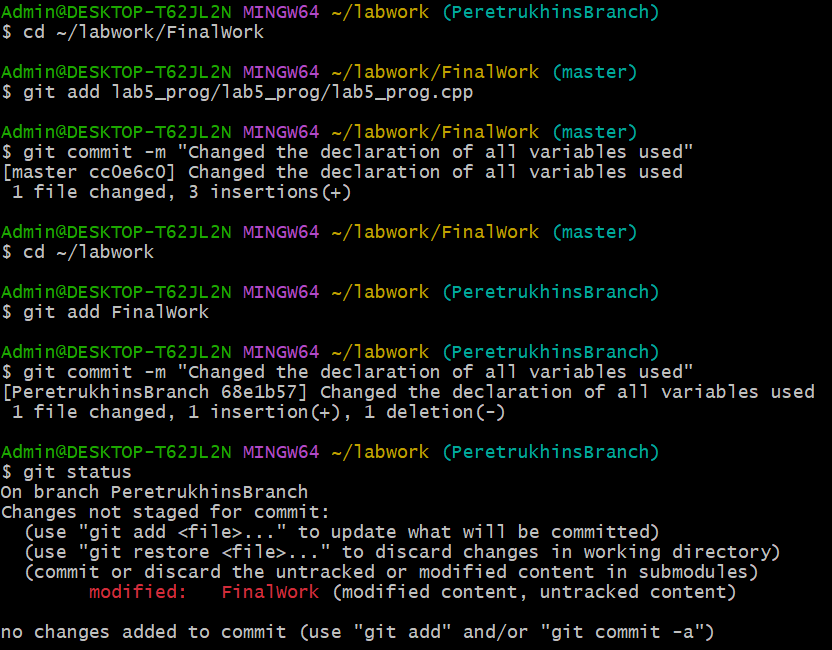 Admin@DESKTOP-T62JL2N MINGW64 ~/labwork (PeretrukhinsBranch)
$ cd ~/labwork/FinalWork
Admin@DESKTOP-T62JL2N MINGW64 ~/labwork/FinalWork (master)
$ git add lab5_prog/lab5_prog/lab5_prog.cpp
Admin@DESKTOP-T62JL2N MINGW64 ~/labwork/FinalWork (master)
$ git commit -m "Changed the declaration of all variables used"
[master cc0e6c0] Changed the declaration of all variables used
 1 file changed, 3 insertions(+)
Admin@DESKTOP-T62JL2N MINGW64 ~/labwork/FinalWork (master)
$ cd ~/labwork
Admin@DESKTOP-T62JL2N MINGW64 ~/labwork (PeretrukhinsBranch)
$ git add FinalWork
Admin@DESKTOP-T62JL2N MINGW64 ~/labwork (PeretrukhinsBranch)
$ git commit -m "Changed the declaration of all variables used"
[PeretrukhinsBranch 68e1b57] Changed the declaration of all variables used
 1 file changed, 1 insertion(+), 1 deletion(-)
Admin@DESKTOP-T62JL2N MINGW64 ~/labwork (PeretrukhinsBranch)
$ git status
On branch PeretrukhinsBranch
Changes not staged for commit:
  (use "git add <file>..." to update what will be committed)
  (use "git restore <file>..." to discard changes in working directory)
  (commit or discard the untracked or modified content in submodules)
        modified:   FinalWork (modified content, untracked content)
no changes added to commit (use "git add" and/or "git commit -a")